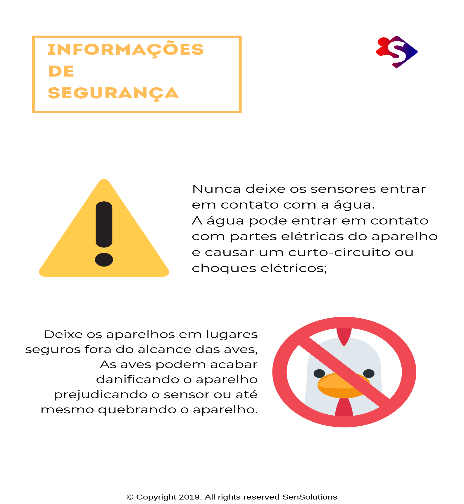 INFORMAÇÕES
DE
SEGURANÇA
S
Nunca deixe os sensores entrar
em contato com a água.
A água pode entrar em contato
com partes elétricas do aparelho
e causar um curto-circuito ou
choques elétricos;
Deixe os aparelhos em lugares
seguros fora do alcance das aves,
As aves podem acabar
danificando o aparelho
prejudicando o sensor ou até
mesmo quebrando o aparelho.
© Copyright 2019. All rights reserved SenSolutions